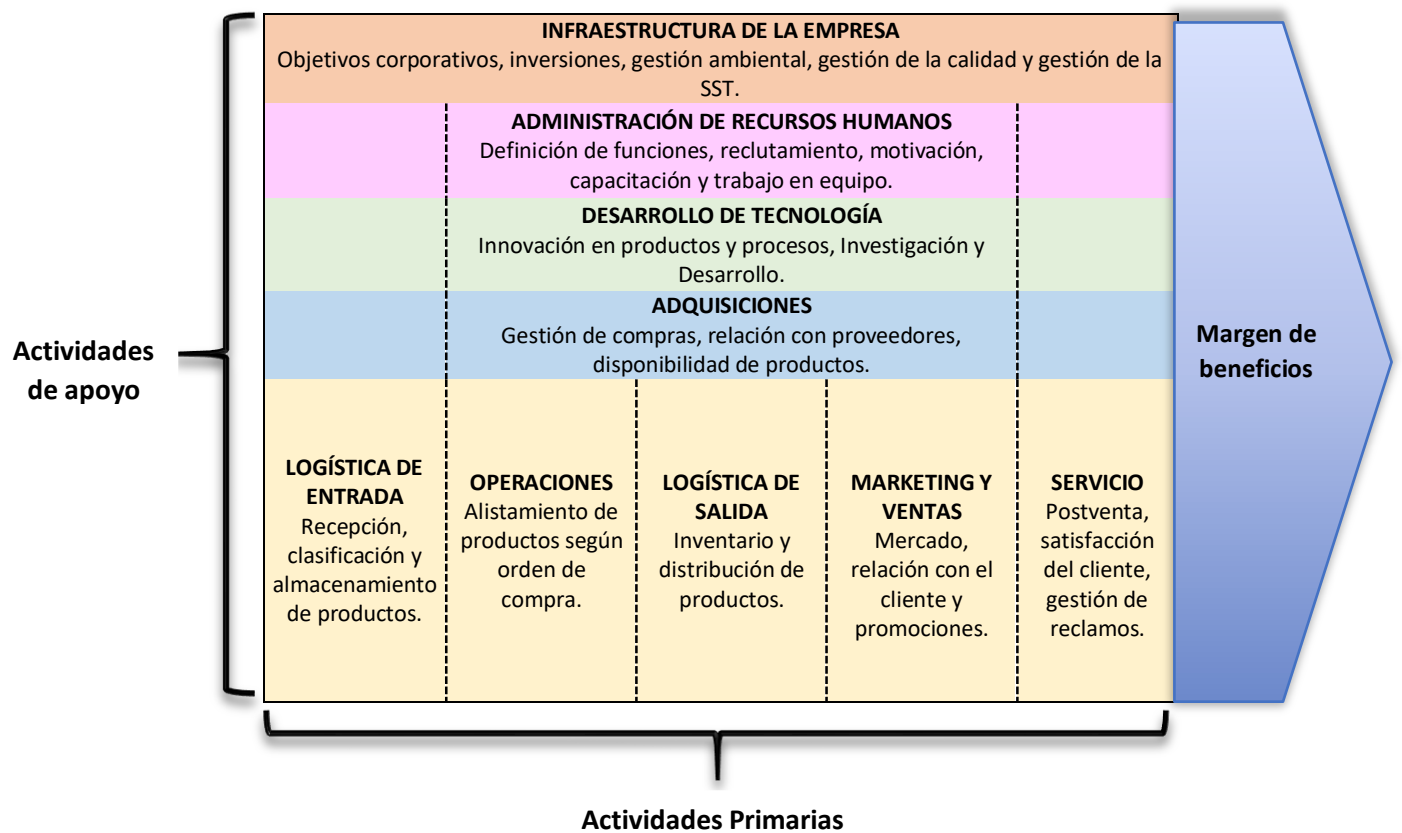 INFRAESTRUCTURA DE LA EMPRESA
Objetivos corporativos, inversiones, gestión ambiental, gestión de la calidad y gestión de la
SST.
ADMINISTRACIÓN DE RECURSOS HUMANOS
Definición de funciones, reclutamiento, motivación,
capacitación y trabajo en equipo.
DESARROLLO DE TECNOLOGÍA
Innovación en productos y procesos, Investigación y
Desarrollo.
ADQUISICIONES
Gestión de compras, relación con proveedores,
disponibilidad de productos.
Actividades
de apoyo
Margen de
beneficios
LOGÍSTICA DE
ENTRADA
Recepción,
clasificación y
almacenamiento
de productos.
OPERACIONES
Alistamiento de
productos según
orden de
compra.
LOGÍSTICA DE
SALIDA
Inventario y
distribución de
productos.
MARKETING Y
VENTAS
Mercado,
relación con el
cliente y
promociones.
SERVICIO
Postventa,
satisfacción
del cliente,
gestión de
reclamos.
Actividades Primarias